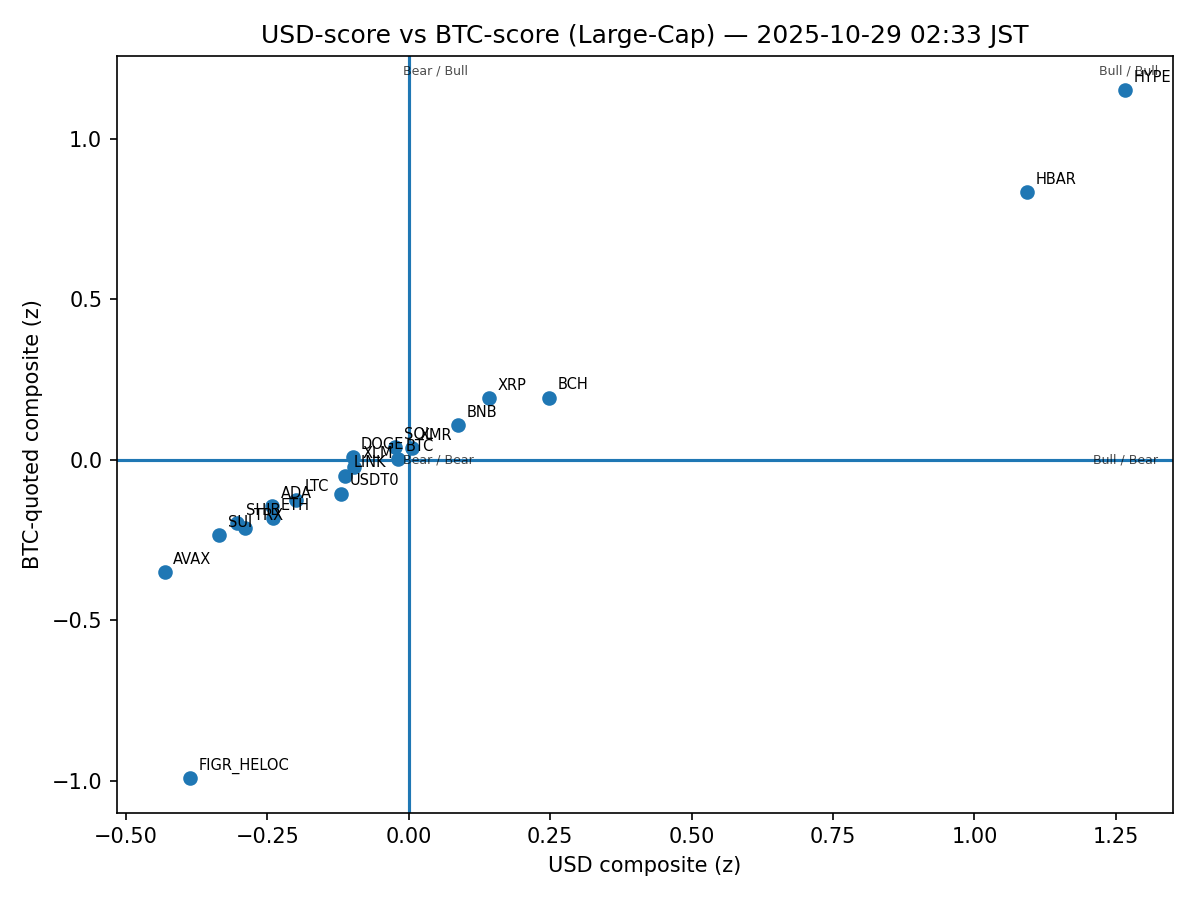 USD-score vs BTC-score (Large-Cap) — 2025-10-29 02:33 JST
Bear / Bull
Bull / Bull
HYPE
1.0
HBAR
0.5
XRP
BCH
BNB
SOL
XMR
DOGE
BTC
XLM
0.0
Bear / Bear
Bull / Bear
LINK
USDT0
LTC
ADA
ETH
SHIB
TRX
SUI
AVAX
−0.5
FIGR_HELOC
−1.0
−0.50
−0.25
0.00
0.25
0.50
0.75
1.00
1.25
USD composite (z)
BTC-quoted composite (z)